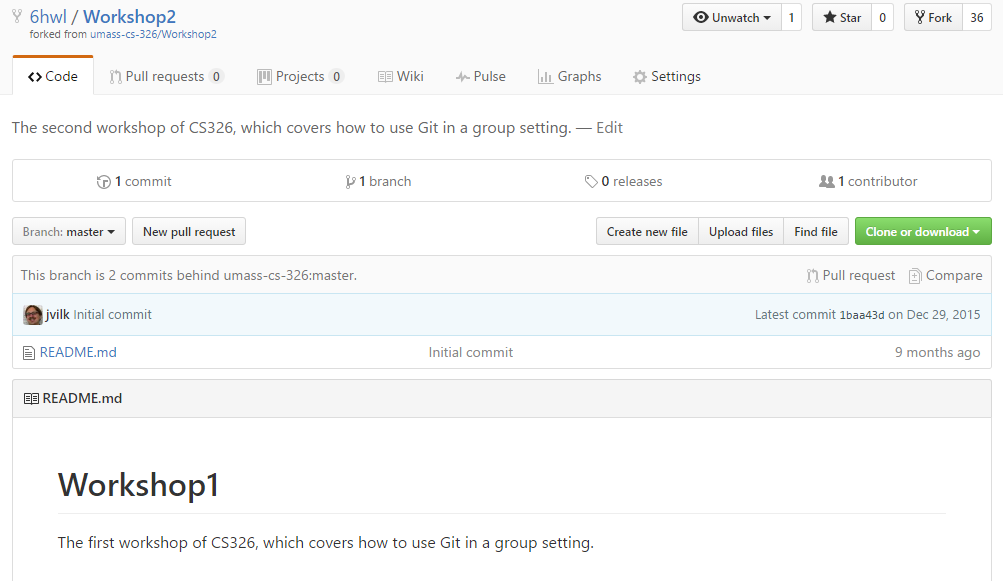 6hwl / Workshop2
Unwatch 1 Star 0 Fork 36
forked from umass-cs-326/Workshop2
Code Pull requests 0 Projects 0 Wiki Pulse Graphs Settings
The second workshop of CS326, which covers how to use Git in a group setting. — Edit
1 commit 1 branch 0 releases 1 contributor
Branch: master New pull request Create new file Upload files Find file Clone or download
This branch is 2 commits behind umass-cs-326:master. Pull request Compare
jvilk Initial commit Latest commit 1baa43d on Dec 29, 2015
README.md Initial commit 9 months ago
README.md
Workshop1
The first workshop of CS326, which covers how to use Git in a group setting.